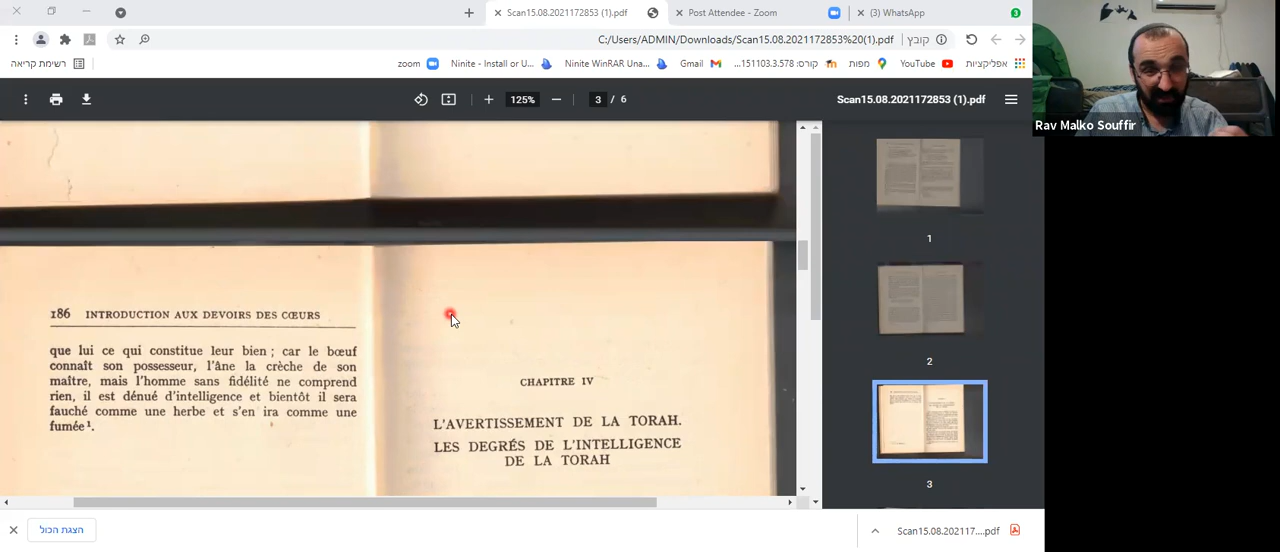 Scan15.08.2021172853 (1).pdf
Post Attendee - Zoom
(3) WhatsApp
3
C:/Users/ADMIN/Downloads/Scan15.08.2021172853%20(1).pdf
קובץ
רשימת קריאה
zoom
Ninite - Install or U...
Ninite WinRAR Una...
Gmail
קורס: 151103.3.578...
מפות
YouTube
אפליקציות
125%
3 / 6
Scan15.08.2021172853 (1).pdf
Rav Malko Souffir
186 INTRODUCTION AUX DEVOIRS DES CŒURS
que lui ce qui constitue leur bien ; car le bœuf
connaît son possesseur, l'âne la crèche de son
maître, mais l'homme sans fidélité ne comprend
rien, il est dénué d'intelligence et bientôt il sera
fauché comme une herbe et s'en ira comme une
fumée¹.
CHAPITRE IV
L'AVERTISSEMENT DE LA TORAH.
LES DEGRÉS DE L'INTELLIGENCE
DE LA TORAH
1
2
3
הצגת הכול
Scan15.08.202117....pdf